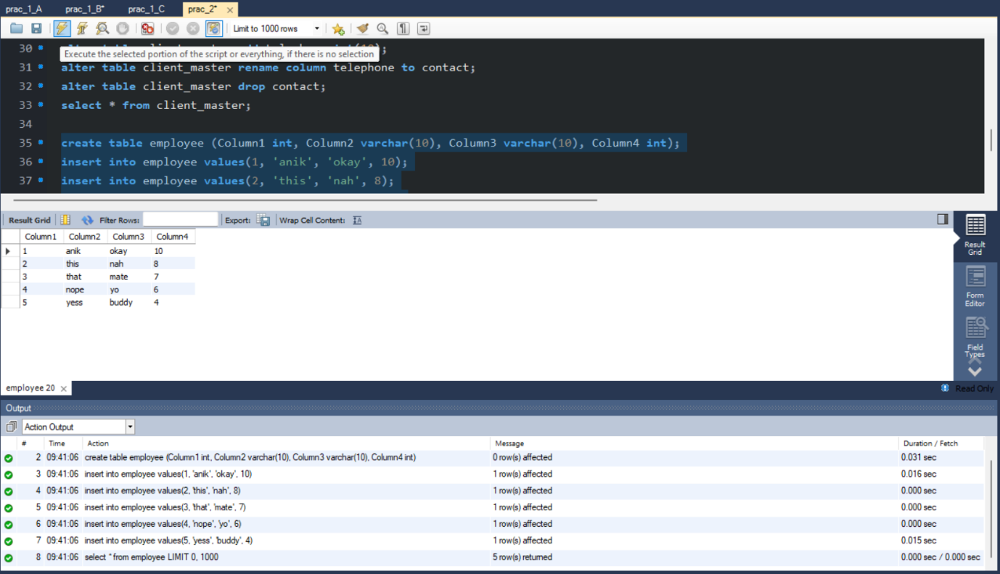 prac_1_A prac_1_B* prac_1_C prac_2*
Limit to 1000 rows
30
Execute the selected portion of the script or everything, if there is no selection
31 alter table client_master rename column telephone to contact;
32 alter table client_master drop contact;
33 select * from client_master;
34
35 create table employee (Column1 int, Column2 varchar(10), Column3 varchar(10), Column4 int);
36 insert into employee values(1, 'anik', 'okay', 10);
37 insert into employee values(2, 'this', 'nah', 8);
Result Grid Filter Rows: Export: Wrap Cell Content:
Column1 Column2 Column3 Column4
1 anik okay 10
2 this nah 8
3 that mate 7
4 nope yo 6
5 yess buddy 4
Result
Grid
Form
Editor
Field
Types
employee 20 Read Only
Output
Action Output
# Time Action Message Duration / Fetch
2 09:41:06 create table employee (Column1 int, Column2 varchar(10), Column3 varchar(10), Column4 int) 0 row(s) affected 0.031 sec
3 09:41:06 insert into employee values(1, 'anik', 'okay', 10) 1 row(s) affected 0.016 sec
4 09:41:06 insert into employee values(2, 'this', 'nah', 8) 1 row(s) affected 0.000 sec
5 09:41:06 insert into employee values(3, 'that', 'mate', 7) 1 row(s) affected 0.000 sec
6 09:41:06 insert into employee values(4, 'nope', 'yo', 6) 1 row(s) affected 0.000 sec
7 09:41:06 insert into employee values(5, 'yess', 'buddy', 4) 1 row(s) affected 0.015 sec
8 09:41:06 select * from employee LIMIT 0, 1000 5 row(s) returned 0.000 sec / 0.000 sec